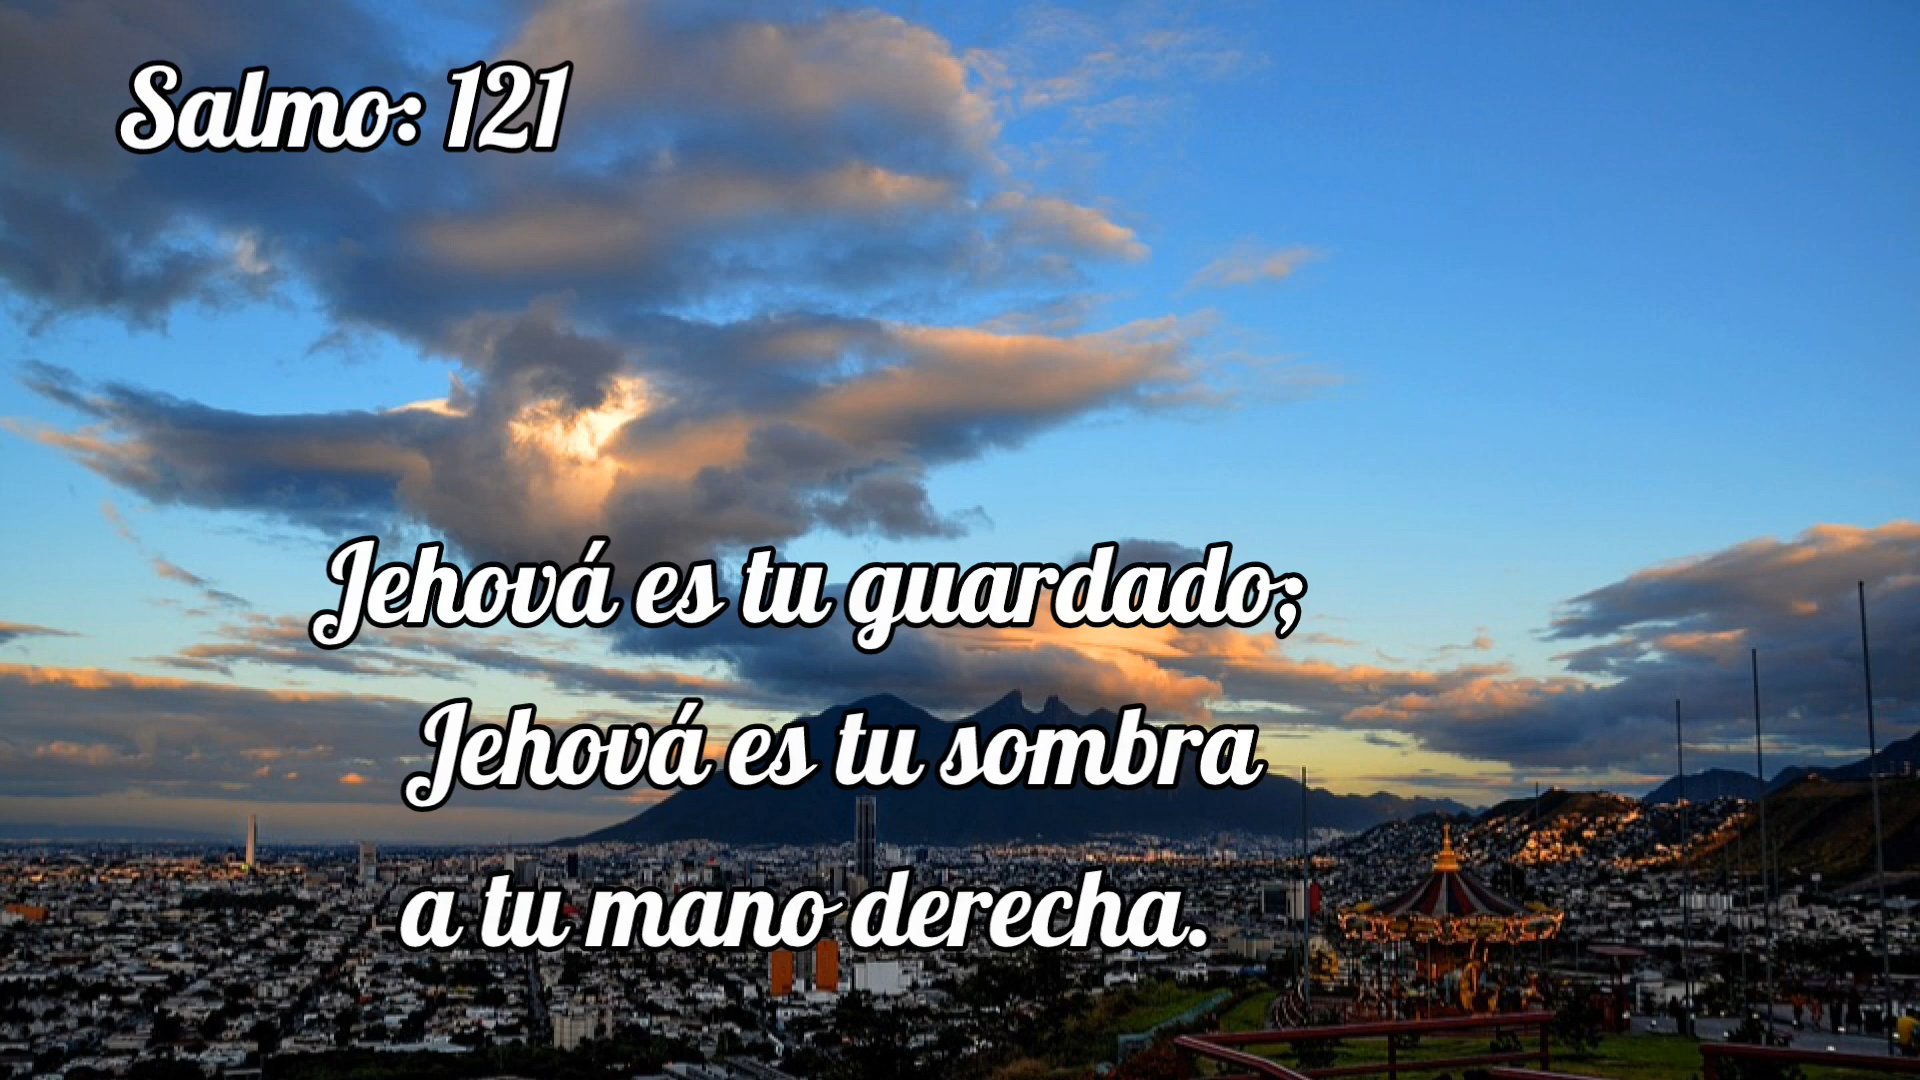 Salmo: 121
Jehová es tu guardado;
Jehová es tu sombra
a tu mano derecha.